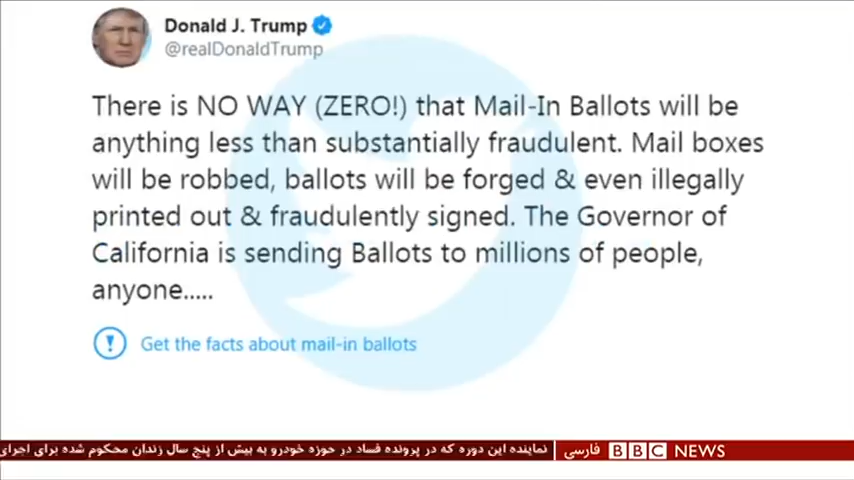 Donald J. Trump
@realDonaldTrump
There is NO WAY (ZERO!) that Mail-In Ballots will be
anything less than substantially fraudulent. Mail boxes
will be robbed, ballots will be forged & even illegally
printed out & fraudulently signed. The Governor of
California is sending Ballots to millions of people,
anyone.....
Get the facts about mail-in ballots
نماینده این دوره که در پرونده فساد در حوزه خودرو به بیش از پنج سال زندان محکوم شده برای اجرای
BBC NEWS فارسی